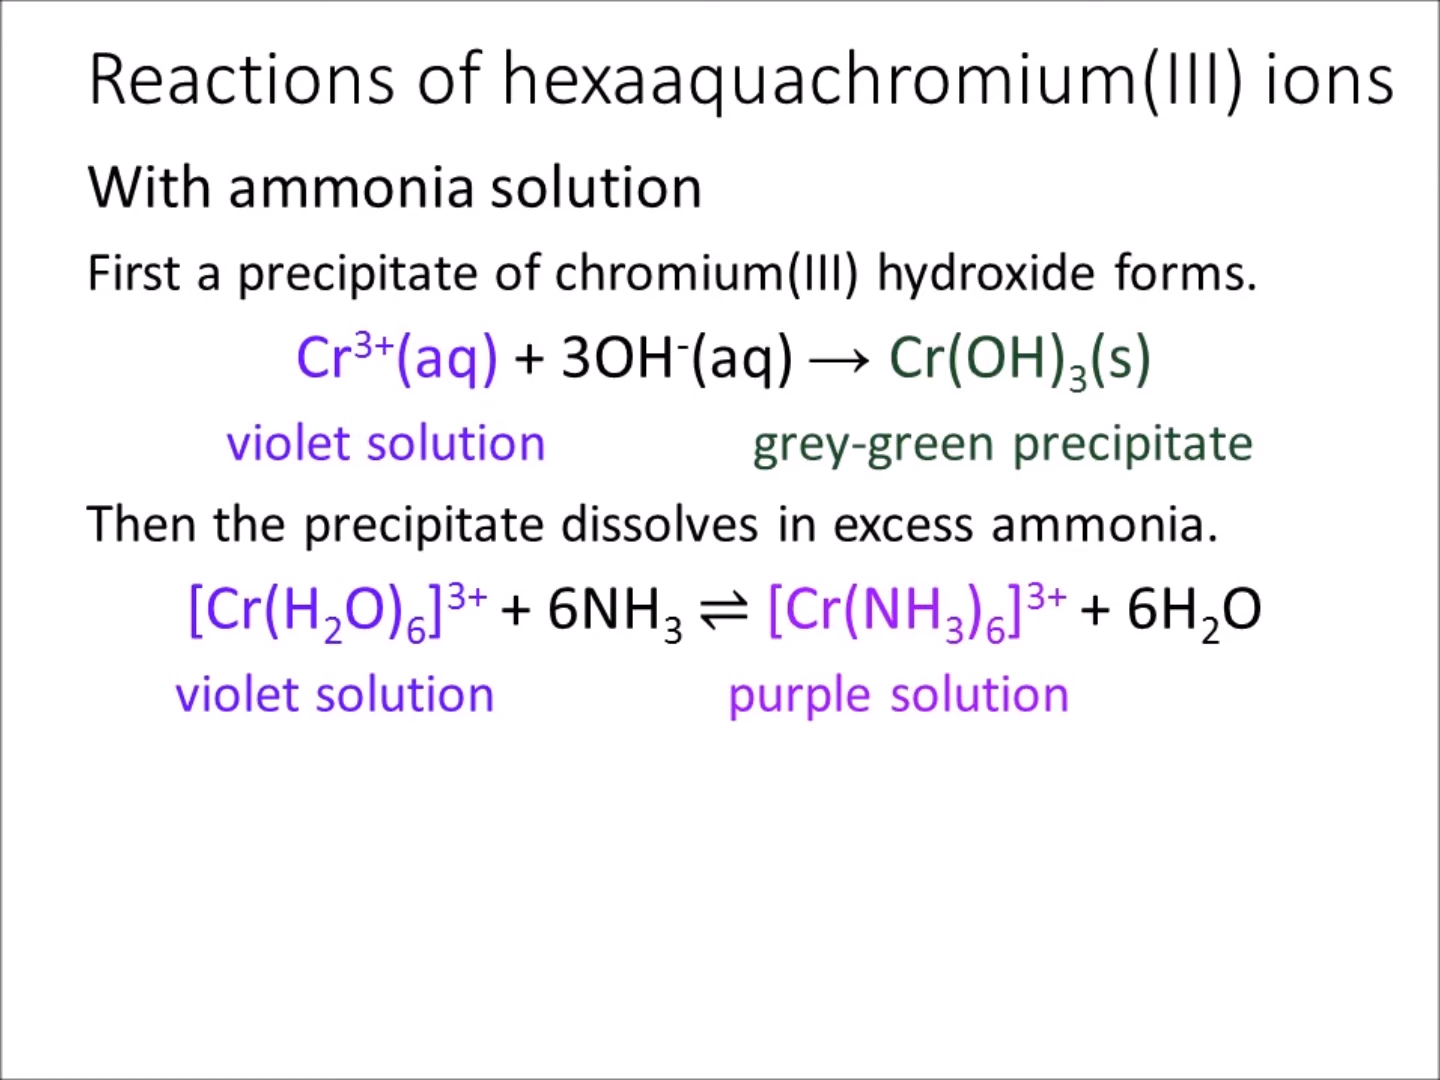 Reactions of hexaaquachromium(III) ions
With ammonia solution
First a precipitate of chromium(III) hydroxide forms.
Cr³⁺(aq) + 3OH⁻(aq) → Cr(OH)₃(s)
violet solution grey-green precipitate
Then the precipitate dissolves in excess ammonia.
[Cr(H₂O)₆]³⁺ + 6NH₃ ⇌ [Cr(NH₃)₆]³⁺ + 6H₂O
violet solution purple solution